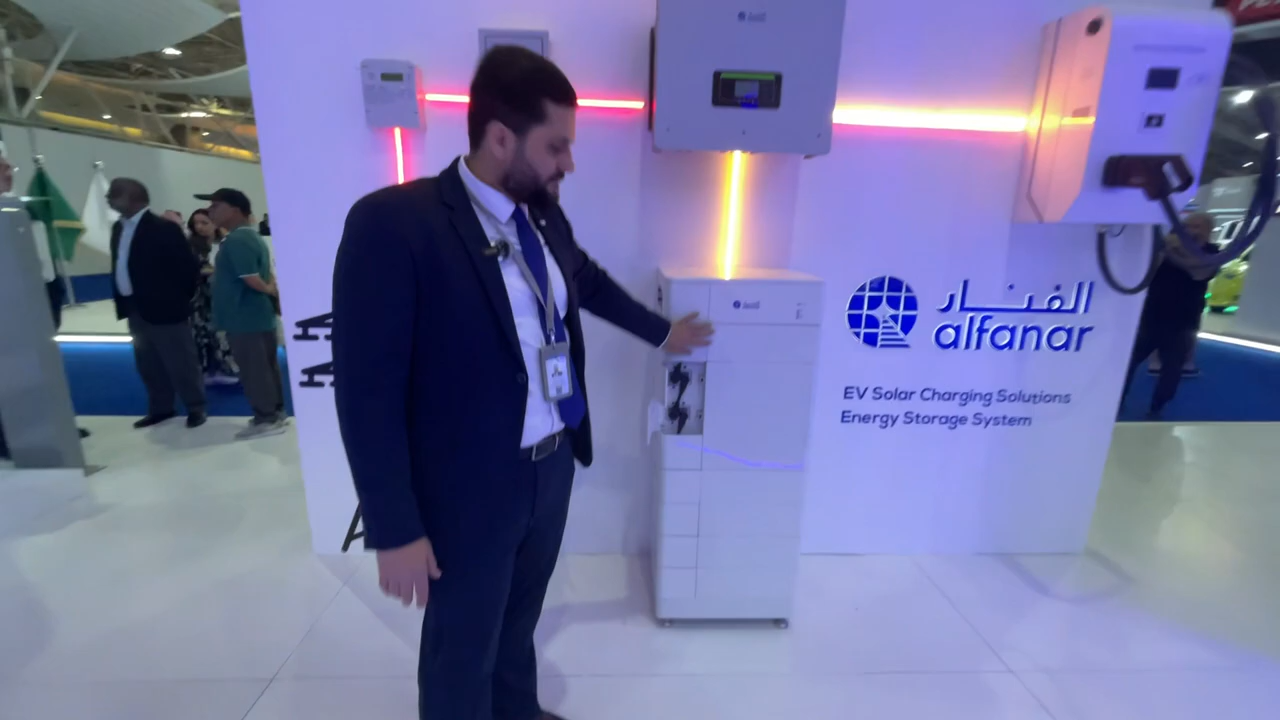 الفنار
alfanar
EV Solar Charging Solutions
Energy Storage System